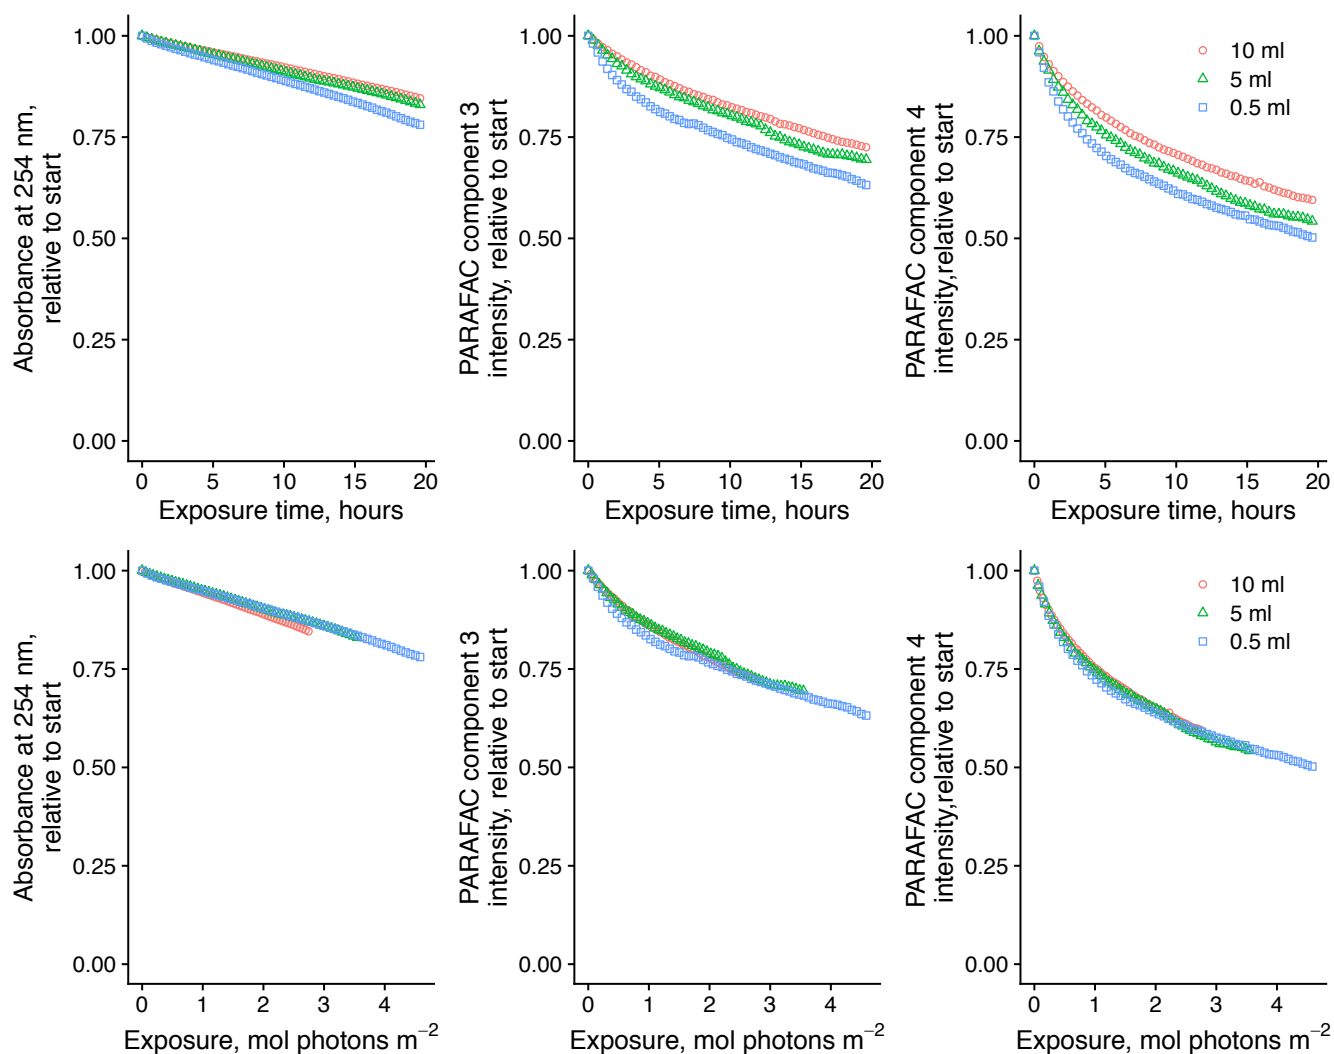 Absorbance at 254 nm,
relative to start
1.00
0.75
0.50
0.25
0.00
0 5 10 15 20
Exposure time, hours
PARAFAC component 3
intensity, relative to start
1.00
0.75
0.50
0.25
0.00
0 5 10 15 20
Exposure time, hours
PARAFAC component 4
intensity,relative to start
1.00
0.75
0.50
0.25
0.00
0 5 10 15 20
Exposure time, hours
10 ml
5 ml
0.5 ml
Absorbance at 254 nm,
relative to start
1.00
0.75
0.50
0.25
0.00
0 1 2 3 4
Exposure, mol photons m⁻²
PARAFAC component 3
intensity, relative to start
1.00
0.75
0.50
0.25
0.00
0 1 2 3 4
Exposure, mol photons m⁻²
PARAFAC component 4
intensity,relative to start
1.00
0.75
0.50
0.25
0.00
0 1 2 3 4
Exposure, mol photons m⁻²
10 ml
5 ml
0.5 ml